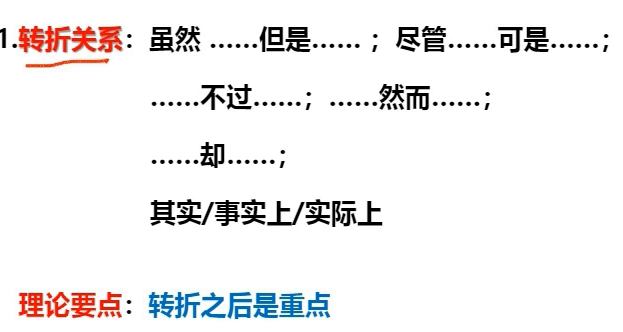 1.转折关系：虽然 ……但是…… ；尽管……可是……；
……不过……；……然而……；
……却……；
其实/事实上/实际上
理论要点：转折之后是重点